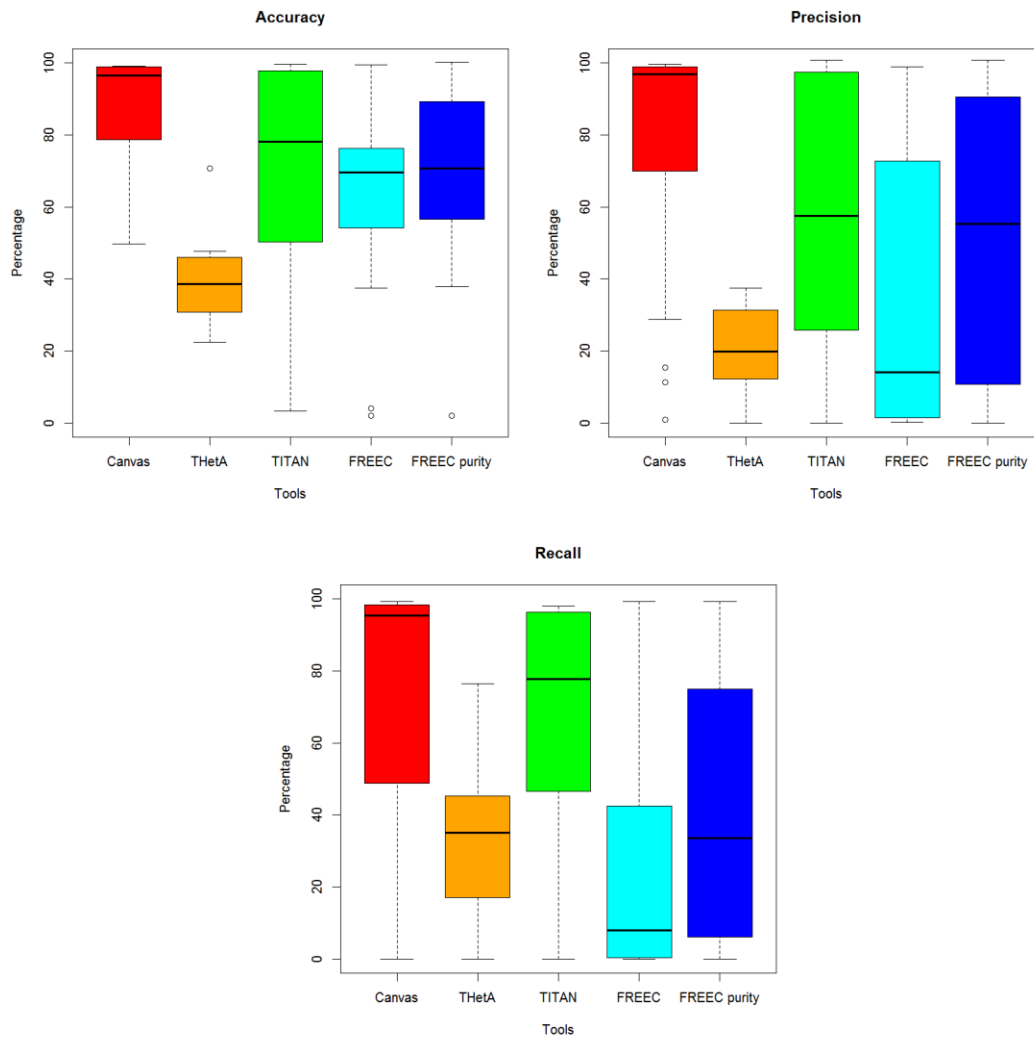 Accuracy
Percentage
100
80
60
40
20
0
Canvas THetA TITAN FREEC FREEC purity
Tools
Precision
Percentage
100
80
60
40
20
0
Canvas THetA TITAN FREEC FREEC purity
Tools
Recall
Percentage
100
80
60
40
20
0
Canvas THetA TITAN FREEC FREEC purity
Tools